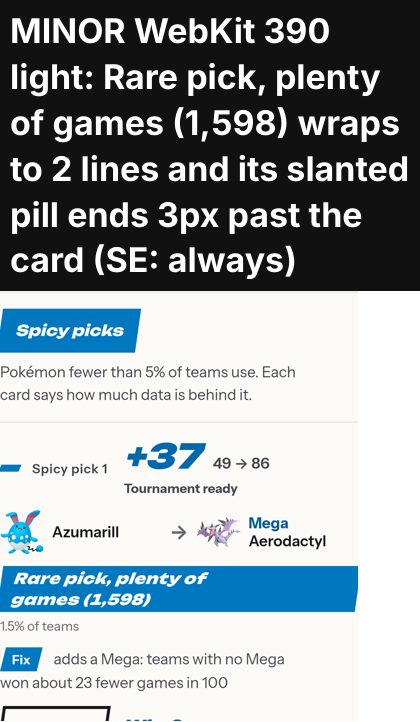 MINOR WebKit 390
light: Rare pick, plenty
of games (1,598) wraps
to 2 lines and its slanted
pill ends 3px past the
card (SE: always)
Spicy picks
Pokémon fewer than 5% of teams use. Each
card says how much data is behind it.
Spicy pick 1
+37 49 → 86
Tournament ready
Azumarill → Mega
Aerodactyl
Rare pick, plenty of
games (1,598)
1.5% of teams
Fix adds a Mega: teams with no Mega
won about 23 fewer games in 100